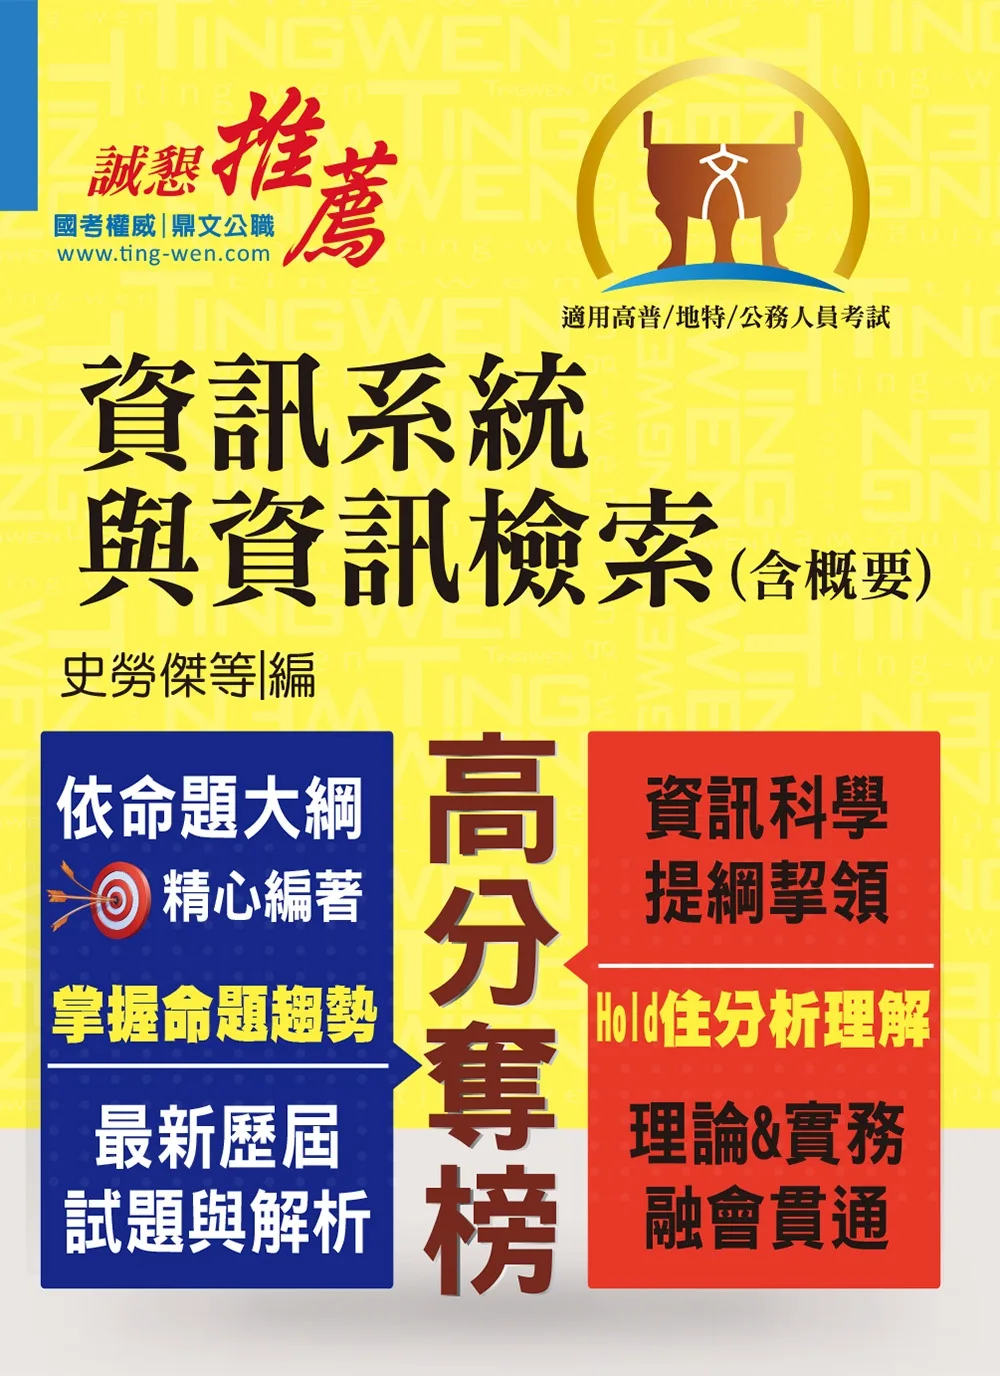 誠懇推薦
國考權威|鼎文公職
www.ting-wen.com
文
適用高普/地特/公務人員考試
資訊系統
與資訊檢索(含概要)
史勞傑等|編
依命題大綱
精心編著
掌握命題趨勢
最新歷屆
試題與解析
高分奪榜
資訊科學
提綱挈領
Hold住分析理解
理論&實務
融會貫通